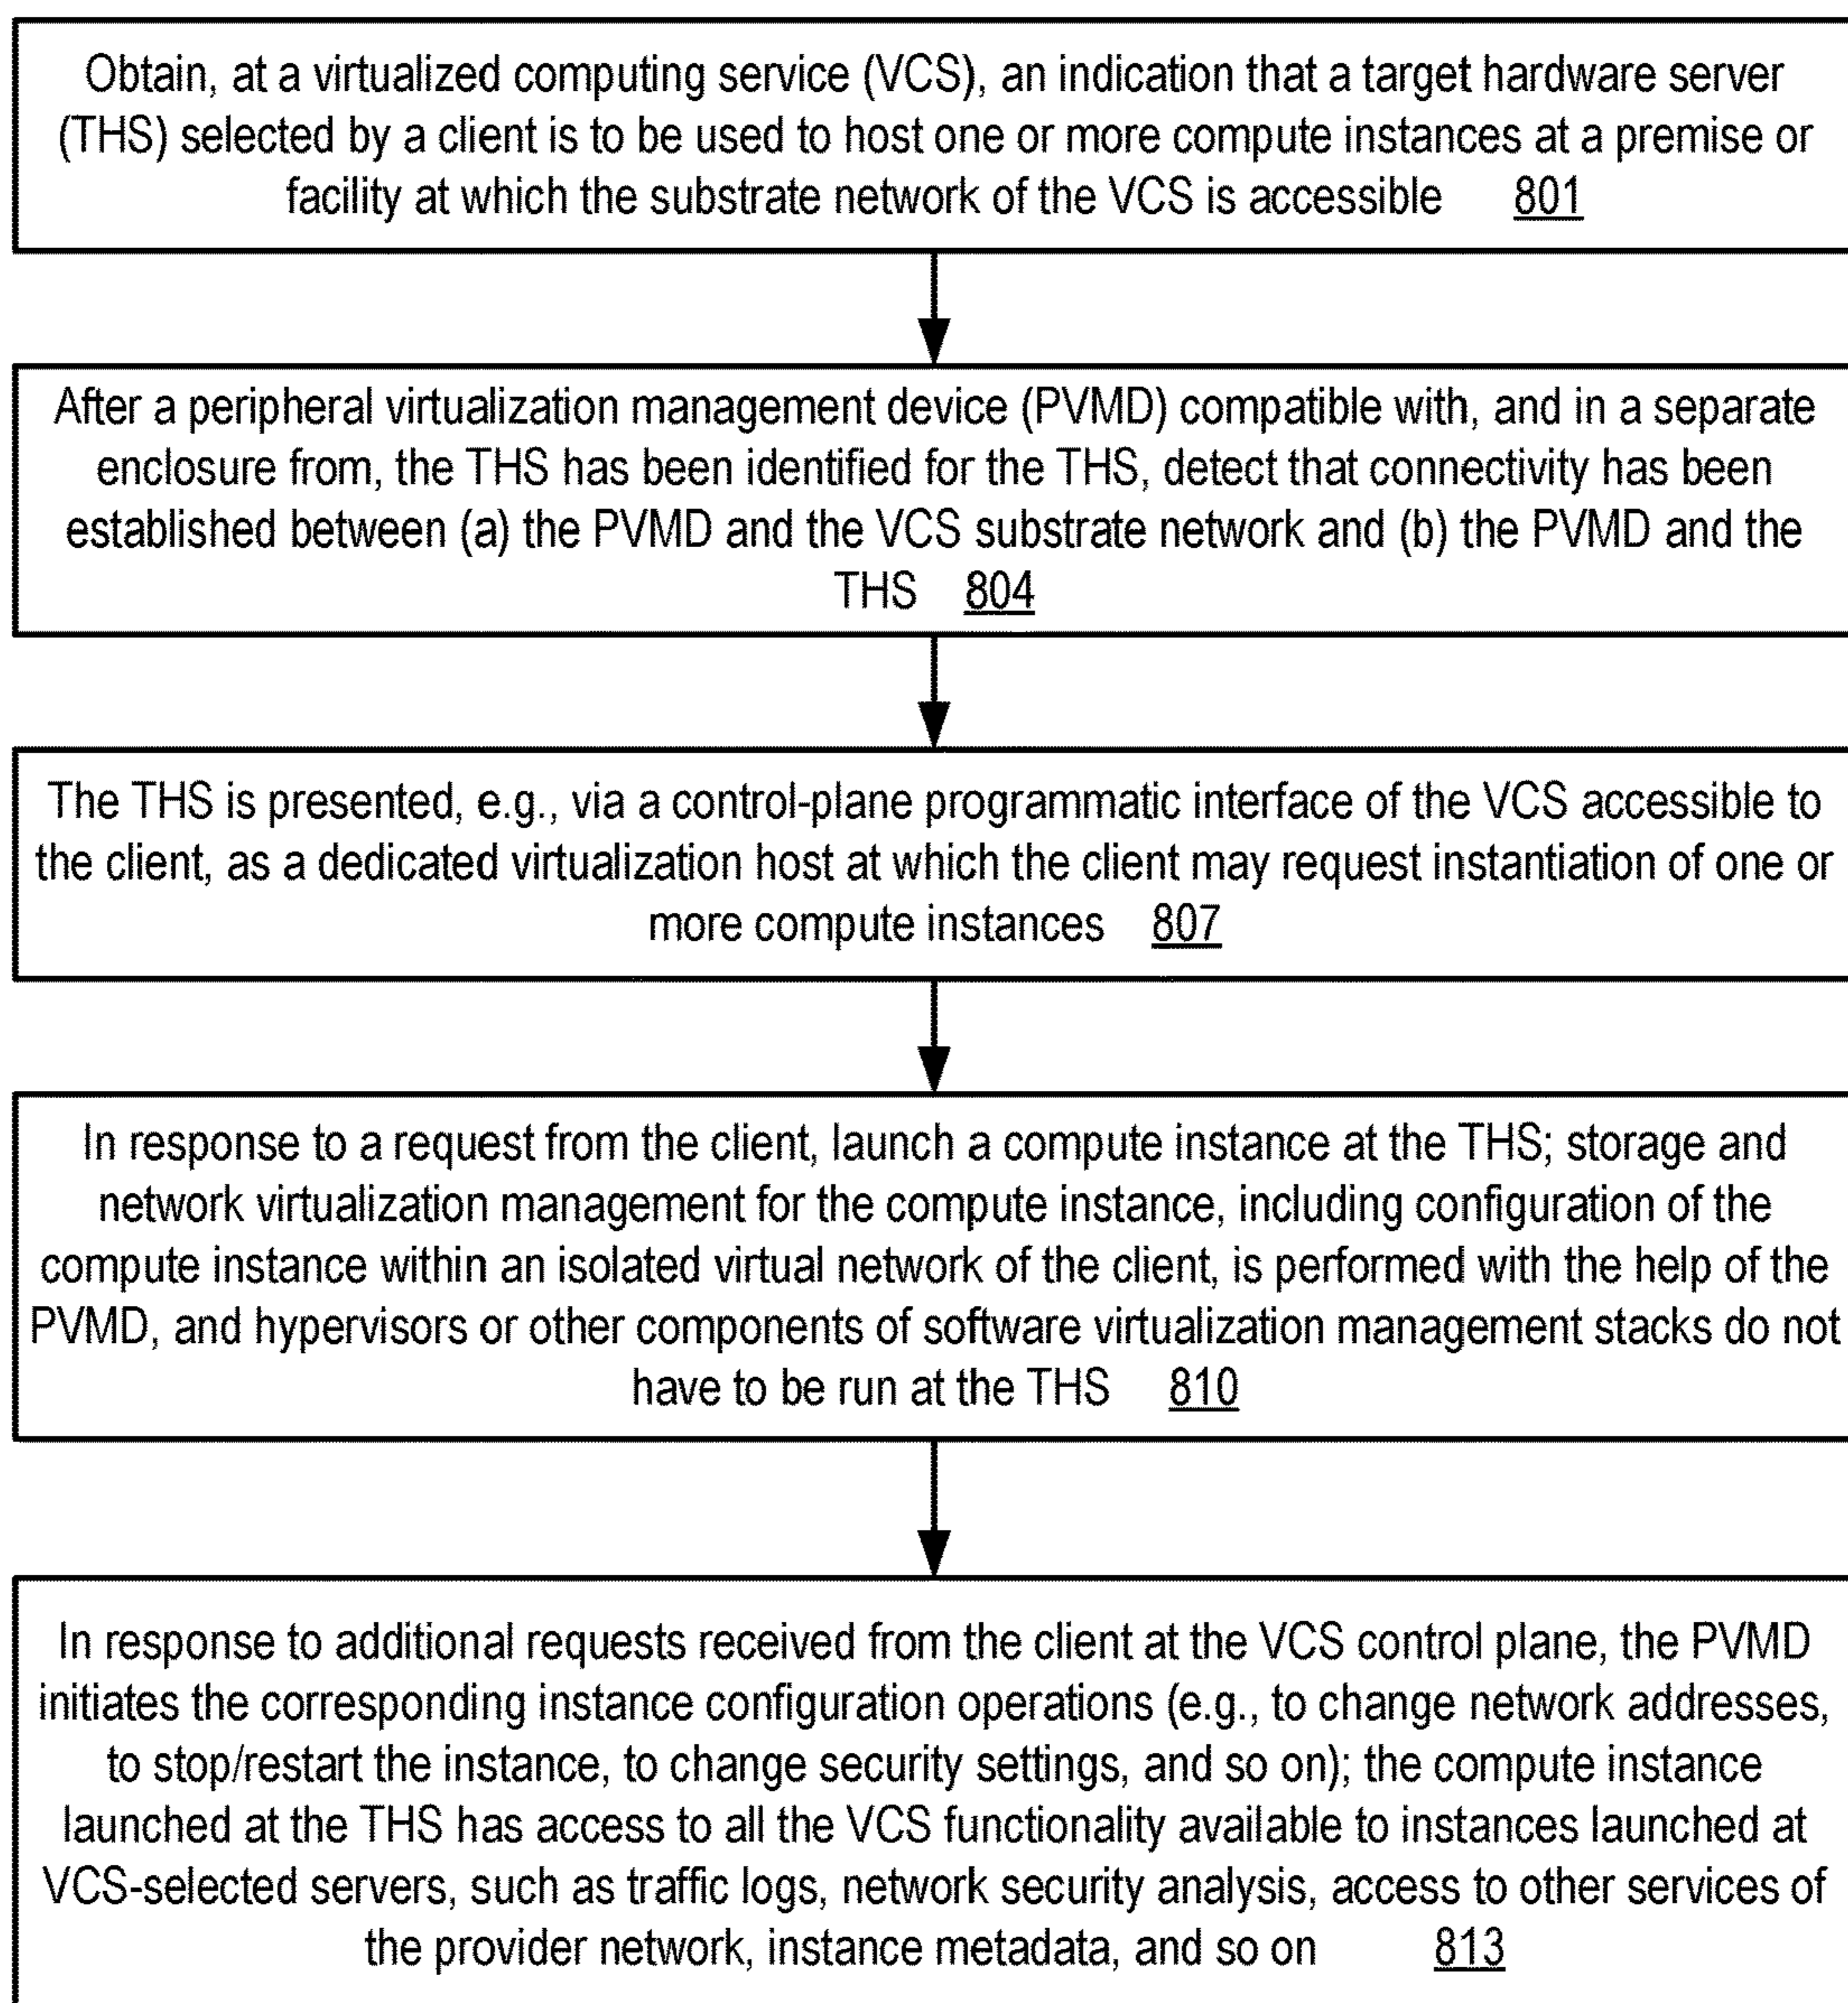 Obtain, at a virtualized computing service (VCS), an indication that a target hardware server
(THS) selected by a client is to be used to host one or more compute instances at a premise or
facility at which the substrate network of the VCS is accessible 801
After a peripheral virtualization management device (PVMD) compatible with, and in a separate
enclosure from, the THS has been identified for the THS, detect that connectivity has been
established between (a) the PVMD and the VCS substrate network and (b) the PVMD and the
THS 804
The THS is presented, e.g., via a control-plane programmatic interface of the VCS accessible to
the client, as a dedicated virtualization host at which the client may request instantiation of one or
more compute instances 807
In response to a request from the client, launch a compute instance at the THS; storage and
network virtualization management for the compute instance, including configuration of the
compute instance within an isolated virtual network of the client, is performed with the help of the
PVMD, and hypervisors or other components of software virtualization management stacks do not
have to be run at the THS 810
In response to additional requests received from the client at the VCS control plane, the PVMD
initiates the corresponding instance configuration operations (e.g., to change network addresses,
to stop/restart the instance, to change security settings, and so on); the compute instance
launched at the THS has access to all the VCS functionality available to instances launched at
VCS-selected servers, such as traffic logs, network security analysis, access to other services of
the provider network, instance metadata, and so on 813